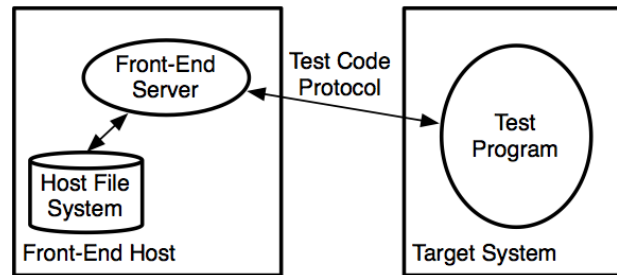 Front-End
Server
Test Code
Protocol
Test
Program
Host File
System
Front-End Host
Target System